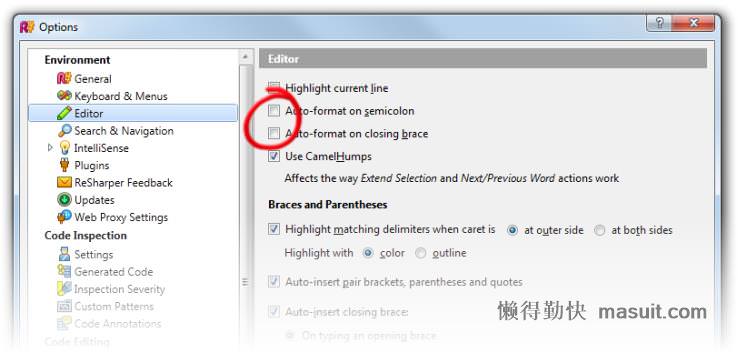 Options
Environment
General
Keyboard & Menus
Editor
Search & Navigation
IntelliSense
Plugins
ReSharper Feedback
Updates
Web Proxy Settings
Code Inspection
Settings
Generated Code
Inspection Severity
Custom Patterns
Code Annotations
Code Editing
Editor
Highlight current line
Auto-format on semicolon
Auto-format on closing brace
Use CamelHumps
Affects the way Extend Selection and Next/Previous Word actions work
Braces and Parentheses
Highlight matching delimiters when caret is at outer side at both sides
Highlight with color outline
Auto-insert pair brackets, parentheses and quotes
Auto-insert closing brace:
On typing an opening brace
懒得勤快 masuit.com